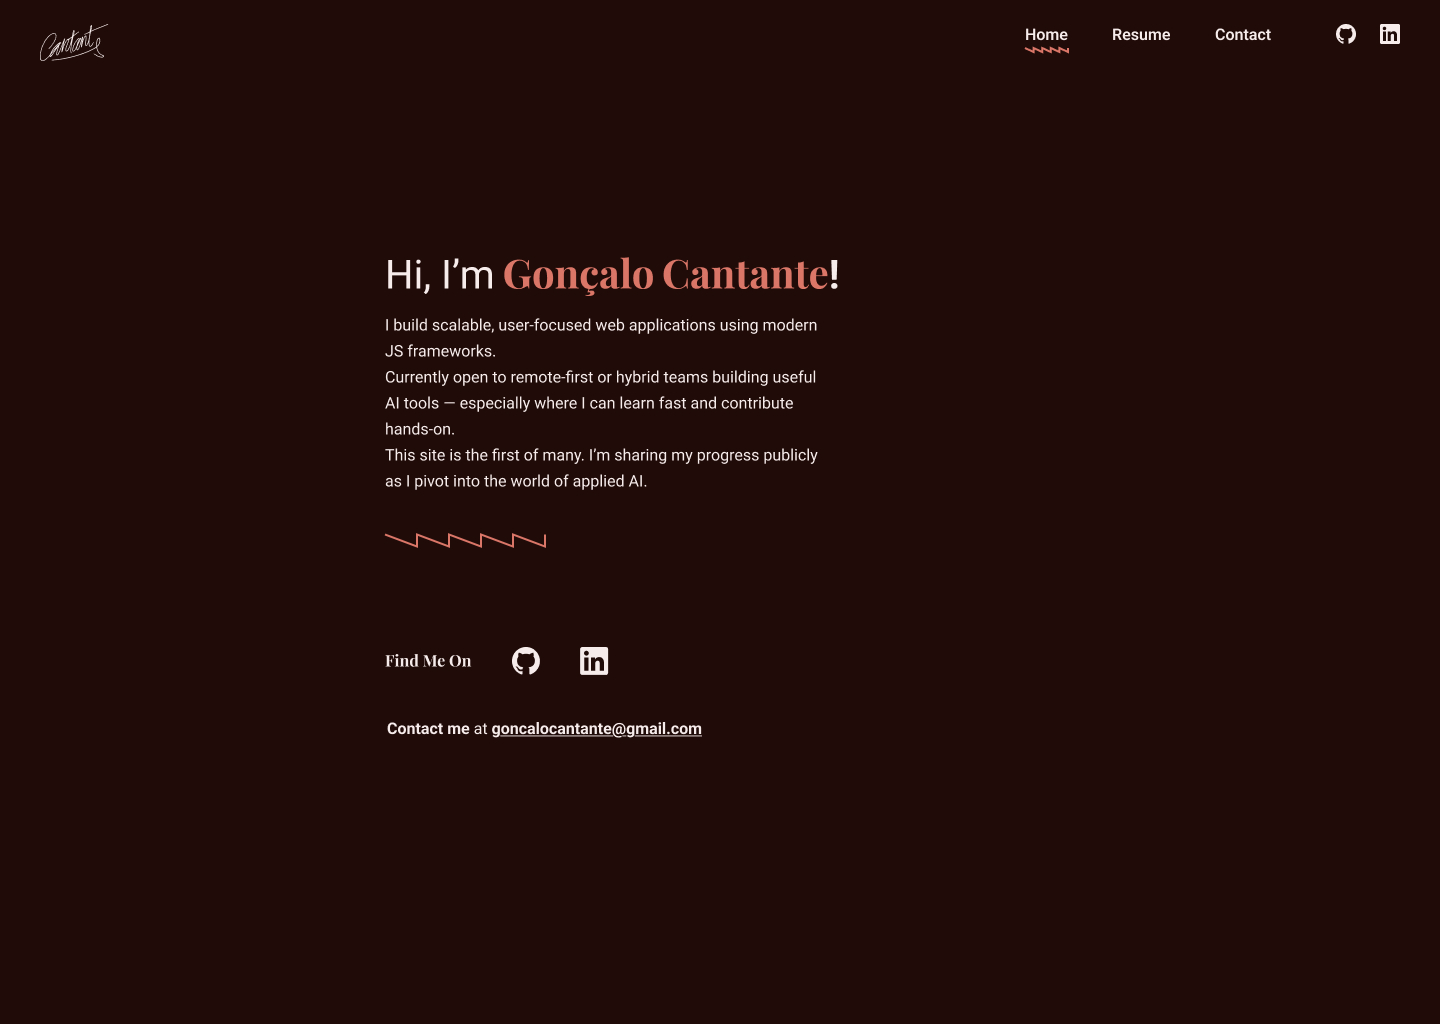 Cantante
Home Resume Contact
Hi, I’m Gonçalo Cantante!
I build scalable, user-focused web applications using modern
JS frameworks.
Currently open to remote-first or hybrid teams building useful
AI tools — especially where I can learn fast and contribute
hands-on.
This site is the first of many. I’m sharing my progress publicly
as I pivot into the world of applied AI.
Find Me On
in
Contact me at goncalocantante@gmail.com